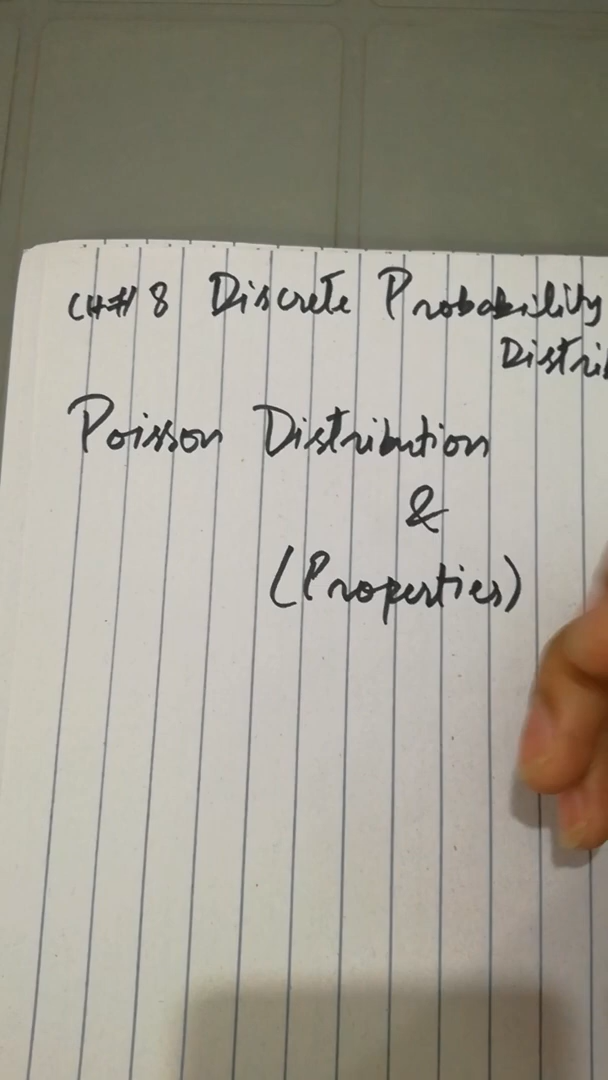 CH# 8 Discrete Probability
Distri
Poisson Distribution
&
(Properties)